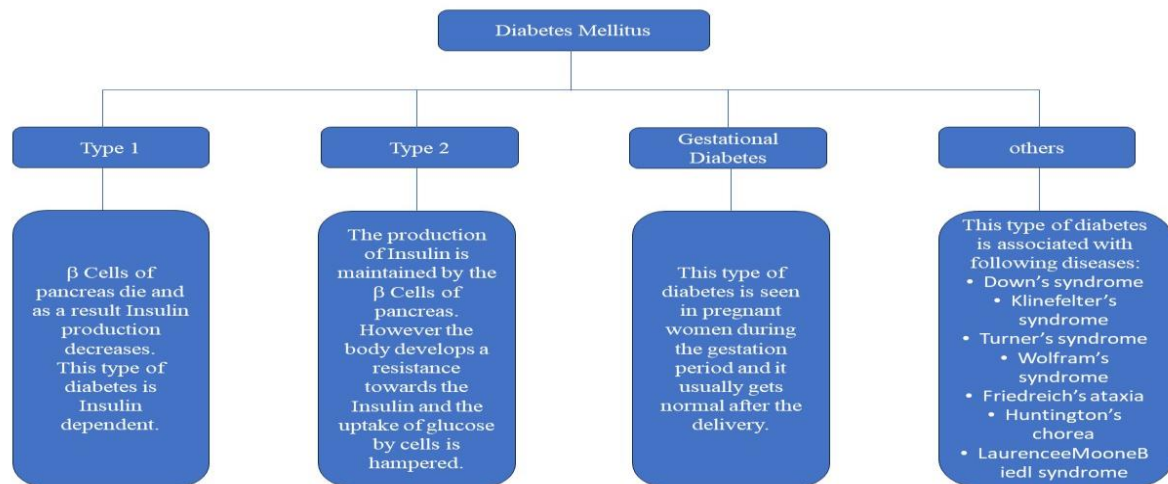 Diabetes Mellitus
Type 1
Type 2
Gestational
Diabetes
others
β Cells of
pancreas die and
as a result Insulin
production
decreases.
This type of
diabetes is
Insulin
dependent.
The production
of Insulin is
maintained by the
β Cells of
pancreas.
However the
body develops a
resistance
towards the
Insulin and the
uptake of glucose
by cells is
hampered.
This type of
diabetes is seen
in pregnant
women during
the gestation
period and it
usually gets
normal after the
delivery.
This type of diabetes
is associated with
following diseases:
• Down’s syndrome
• Klinefelter’s
syndrome
• Turner’s syndrome
• Wolfram’s
syndrome
• Friedreich’s ataxia
• Huntington’s
chorea
• LaurenceeMooneB
iedl syndrome